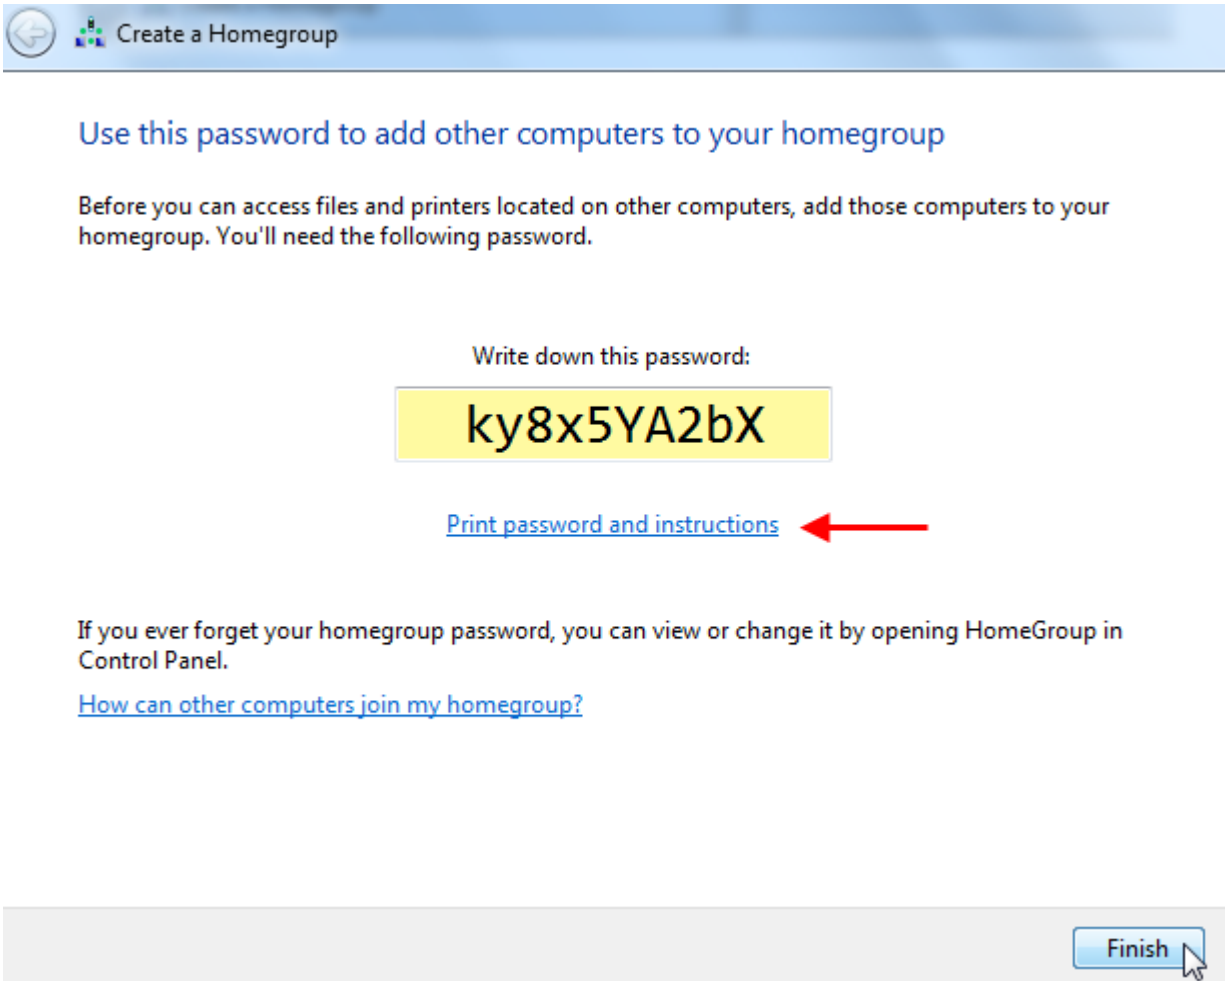 Create a Homegroup
Use this password to add other computers to your homegroup
Before you can access files and printers located on other computers, add those computers to your
homegroup. You'll need the following password.
Write down this password:
ky8x5YA2bX
Print password and instructions
If you ever forget your homegroup password, you can view or change it by opening HomeGroup in
Control Panel.
How can other computers join my homegroup?
Finish